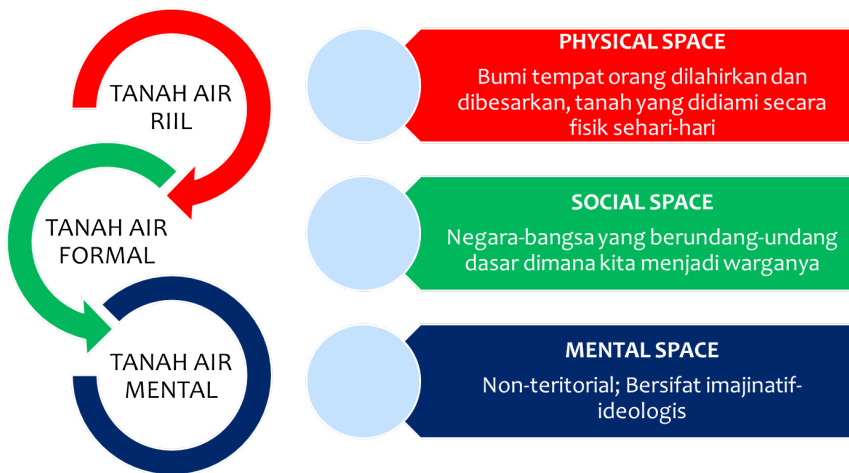 TANAH AIR
RIIL
PHYSICAL SPACE
Bumi tempat orang dilahirkan dan
dibesarkan, tanah yang didiami secara
fisik sehari-hari
TANAH AIR
FORMAL
SOCIAL SPACE
Negara-bangsa yang berundang-undang
dasar dimana kita menjadi warganya
TANAH AIR
MENTAL
MENTAL SPACE
Non-teritorial; Bersifat imajinatif-
ideologis